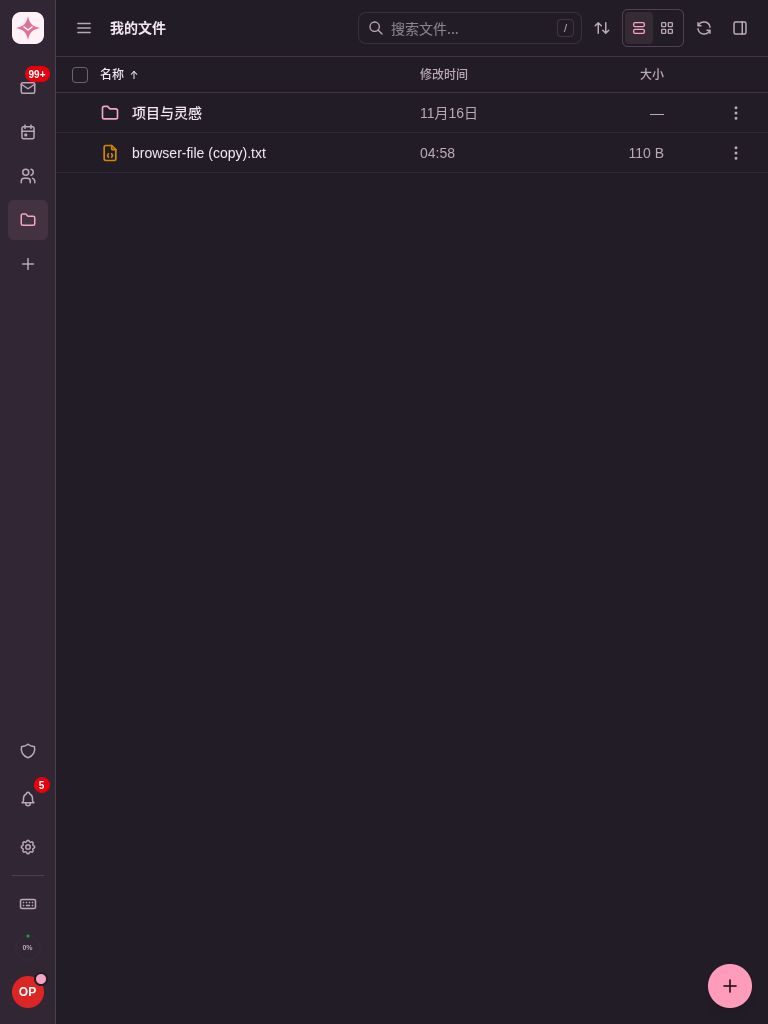 我的文件
搜索文件...
/
99+
名称
修改时间
大小
项目与灵感
11月16日
—
browser-file (copy).txt
04:58
110 B
5
0%
OP